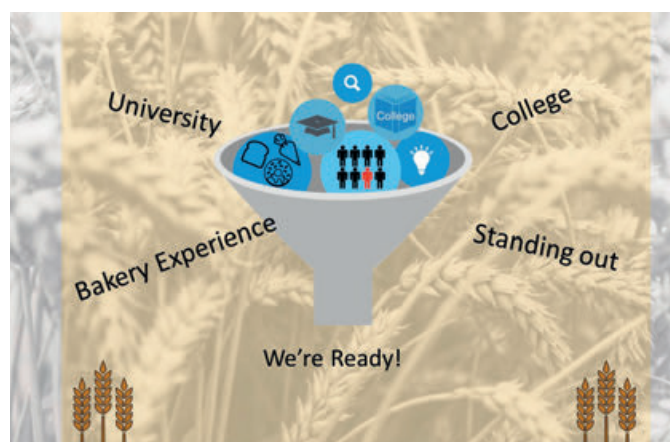 University
College
College
Bakery Experience
Standing out
We're Ready!